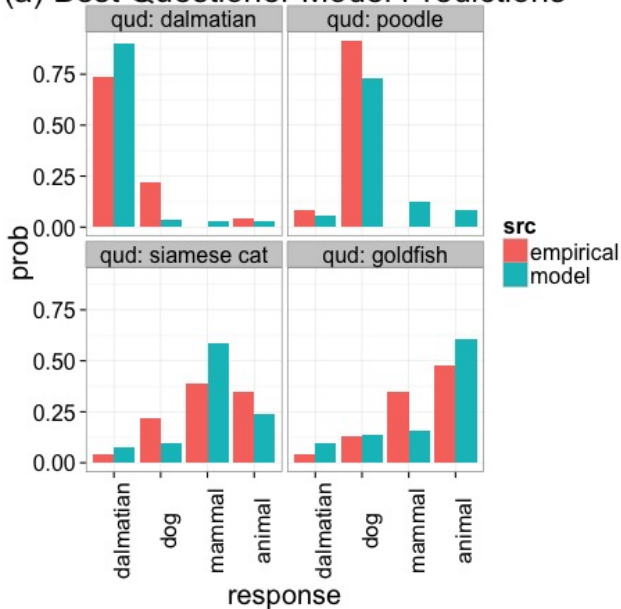 (a) Best Questioner Model Predictions
qud: dalmatian
qud: poodle
0.75
0.50
0.25
0.00
qud: siamese cat
qud: goldfish
0.75
0.50
0.25
0.00
prob
dalmatian
dog
mammal
animal
dalmatian
dog
mammal
animal
response
src
empirical
model